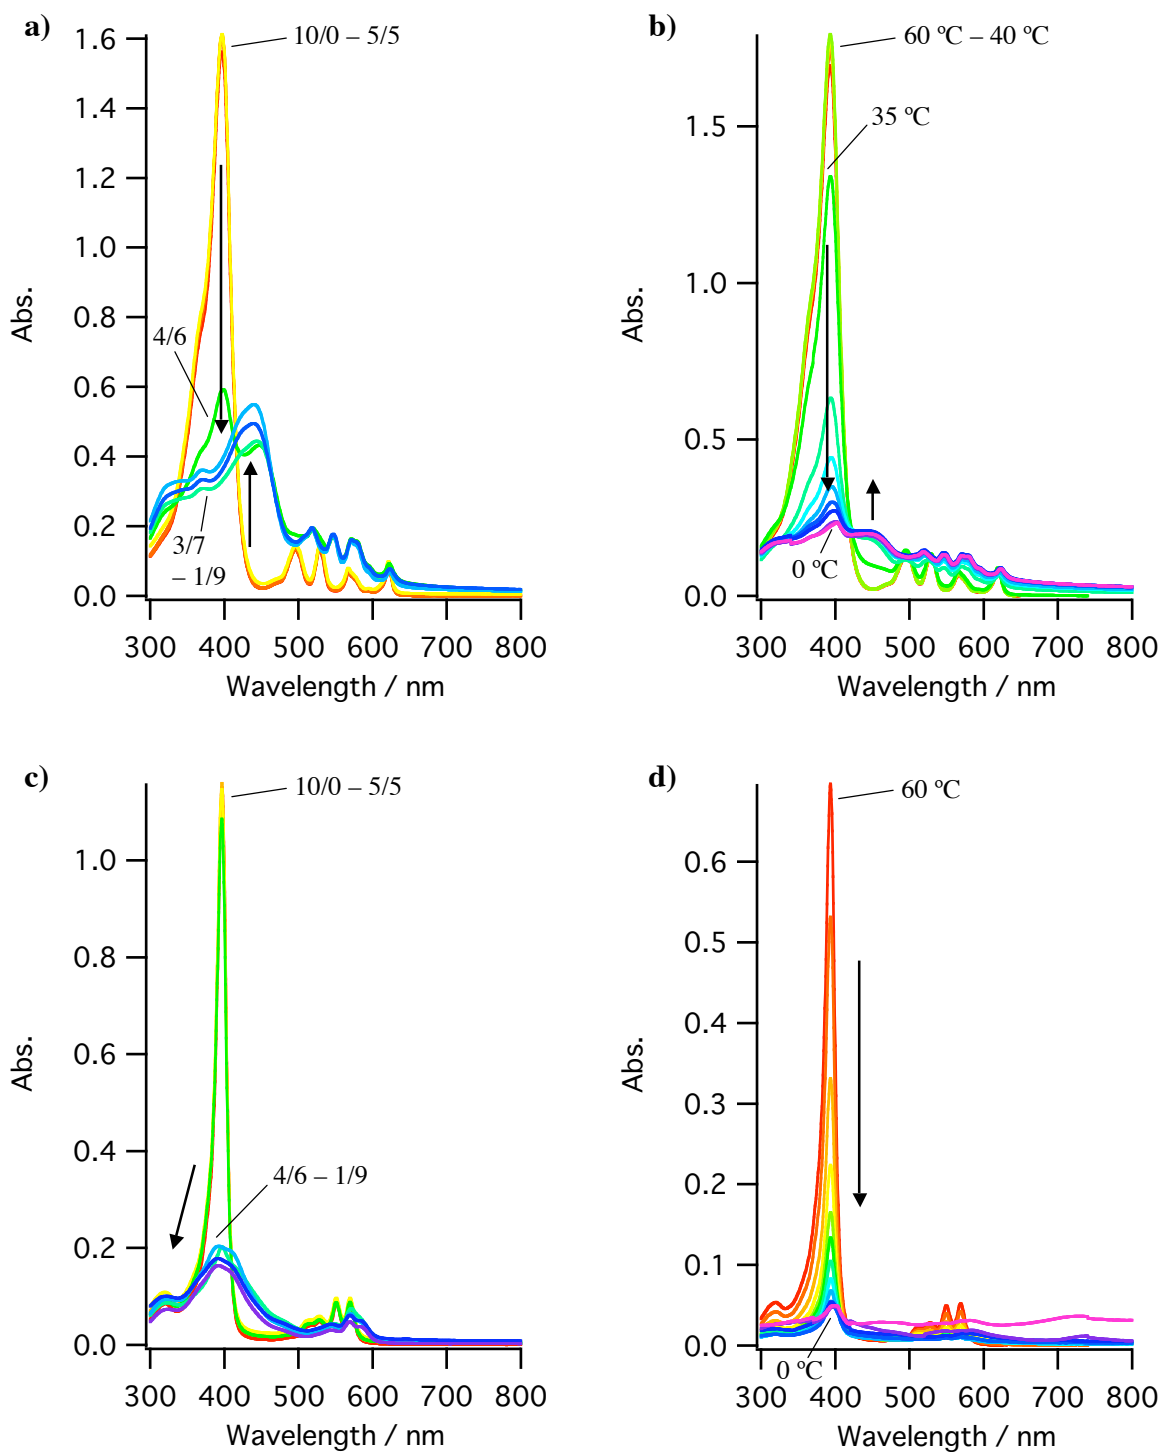 a)
10/0 – 5/5
1.6
1.4
1.2
1.0
0.8
0.6
0.4
0.2
0.0
Abs.
4/6
3/7
– 1/9
300 400 500 600 700 800
Wavelength / nm
b)
60 ºC – 40 ºC
35 ºC
1.5
1.0
0.5
0.0
Abs.
0 ºC
300 400 500 600 700 800
Wavelength / nm
c)
10/0 – 5/5
1.0
0.8
0.6
0.4
0.2
0.0
Abs.
4/6 – 1/9
300 400 500 600 700 800
Wavelength / nm
d)
60 ºC
0.6
0.5
0.4
0.3
0.2
0.1
0.0
Abs.
0 ºC
300 400 500 600 700 800
Wavelength / nm